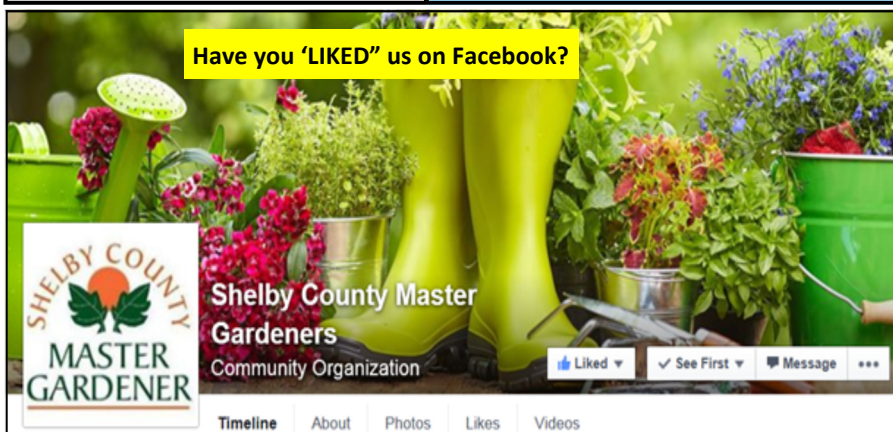 Have you ‘LIKED” us on Facebook?
SHELBY COUNTY
MASTER
GARDENER
Shelby County Master
Gardeners
Community Organization
Liked
See First
Message
Timeline About Photos Likes Videos